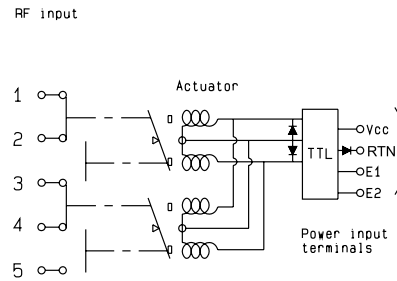 RF input
Actuator
1
2
3
4
5
TTL
Vcc
RTN
E1
E2
Power input
terminals